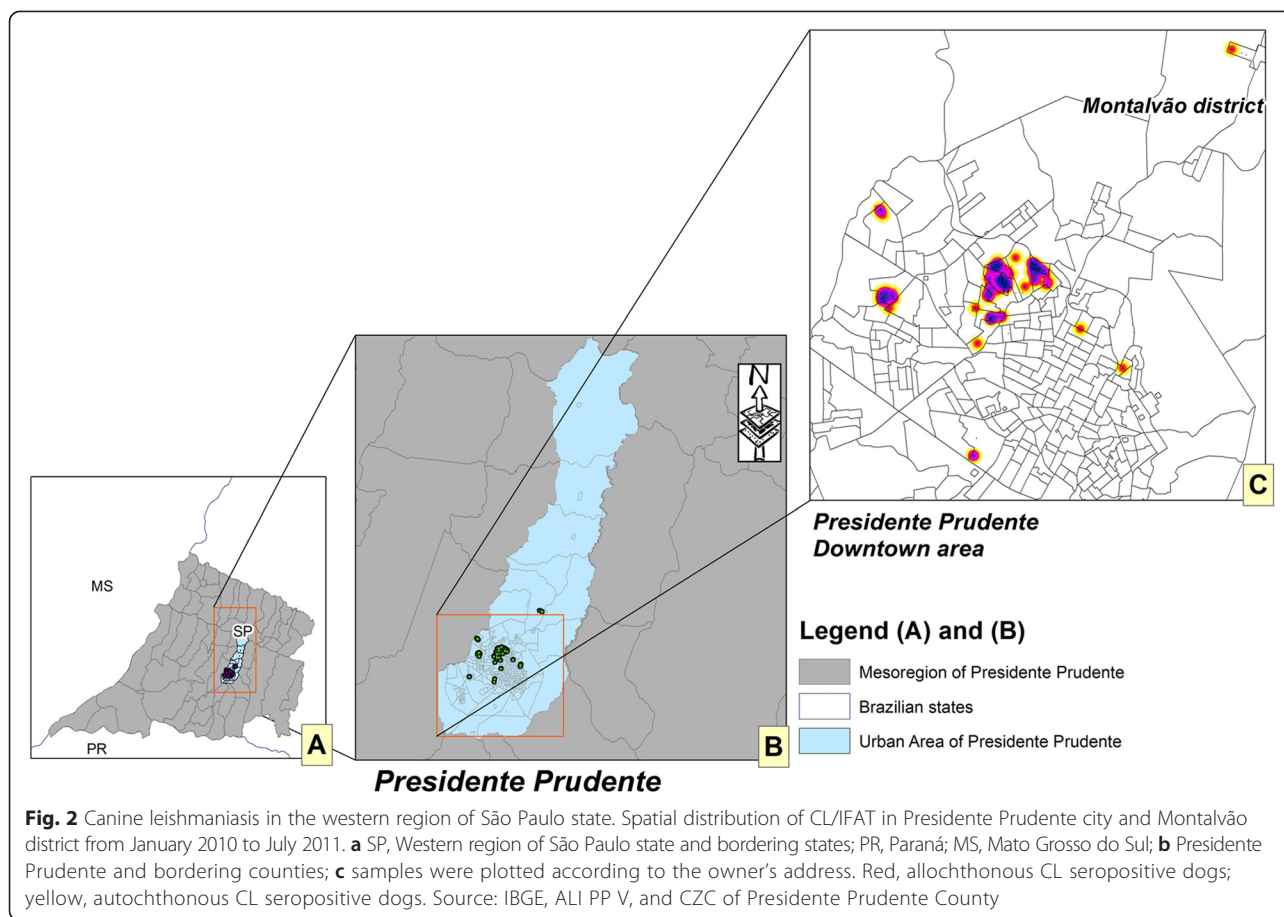 Montalvão district
C
Presidente Prudente
Downtown area
N
B
Presidente Prudente
MS
SP
PR
A
Legend (A) and (B)
Mesoregion of Presidente Prudente
Brazilian states
Urban Area of Presidente Prudente
Fig. 2 Canine leishmaniasis in the western region of São Paulo state. Spatial distribution of CL/IFAT in Presidente Prudente city and Montalvão
district from January 2010 to July 2011. a SP, Western region of São Paulo state and bordering states; PR, Paraná; MS, Mato Grosso do Sul; b Presidente
Prudente and bordering counties; c samples were plotted according to the owner's address. Red, allochthonous CL seropositive dogs;
yellow, autochthonous CL seropositive dogs. Source: IBGE, ALI PP V, and CZC of Presidente Prudente County